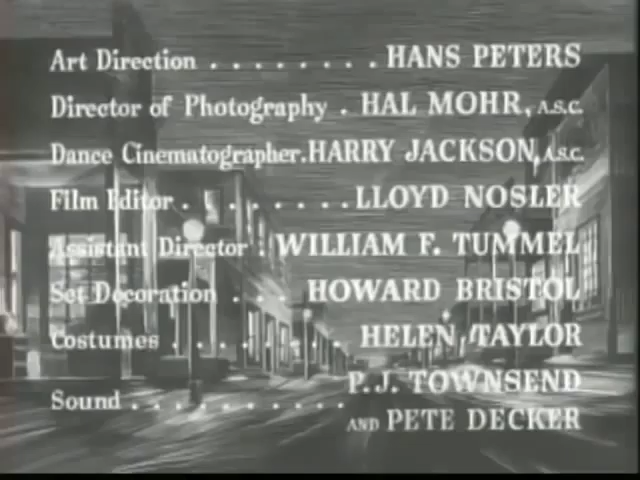 Art Direction . . . . . . . . HANS PETERS
Director of Photography . HAL MOHR, A.S.C.
Dance Cinematographer. HARRY JACKSON, A.S.C.
Film Editor . . . . . . . . LLOYD NOSLER
Assistant Director . WILLIAM F. TUMMEL
Set Decoration . . . HOWARD BRISTOL
Costumes . . . . . . . . HELEN TAYLOR
Sound . . . . . . . . . . . P. J. TOWNSEND
AND PETE DECKER